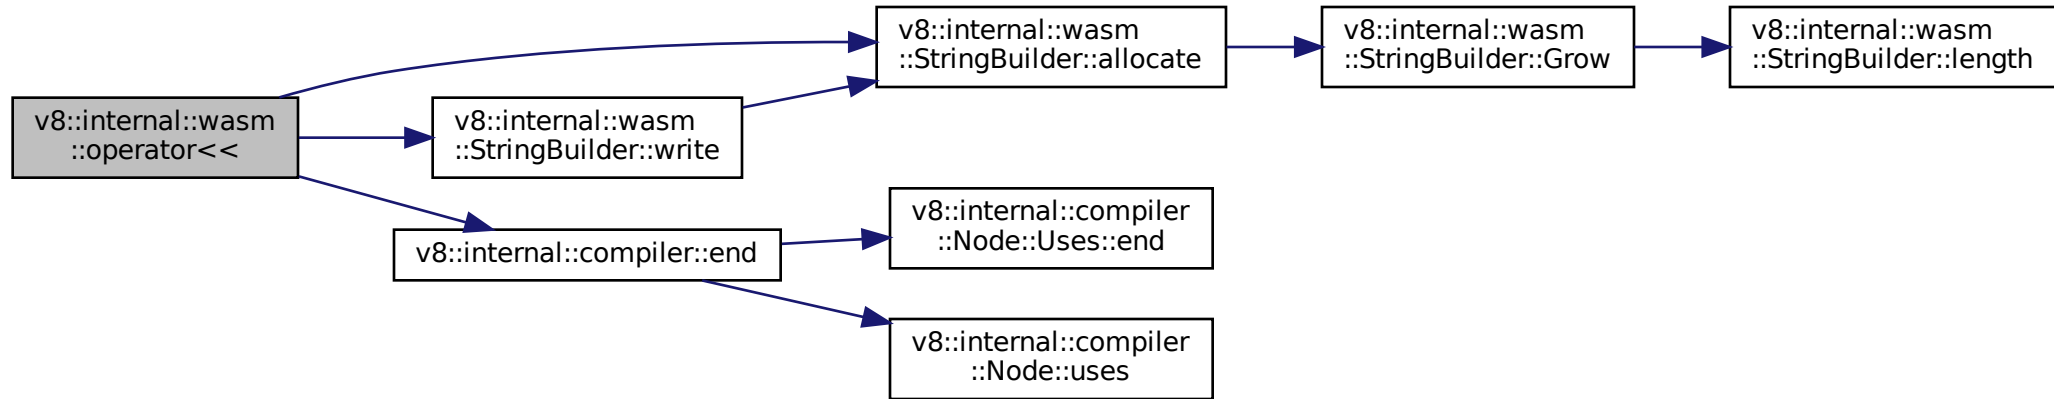 v8::internal::wasm
::operator<<
v8::internal::wasm
::StringBuilder::allocate
v8::internal::wasm
::StringBuilder::Grow
v8::internal::wasm
::StringBuilder::length
v8::internal::wasm
::StringBuilder::write
v8::internal::compiler::end
v8::internal::compiler
::Node::Uses::end
v8::internal::compiler
::Node::uses